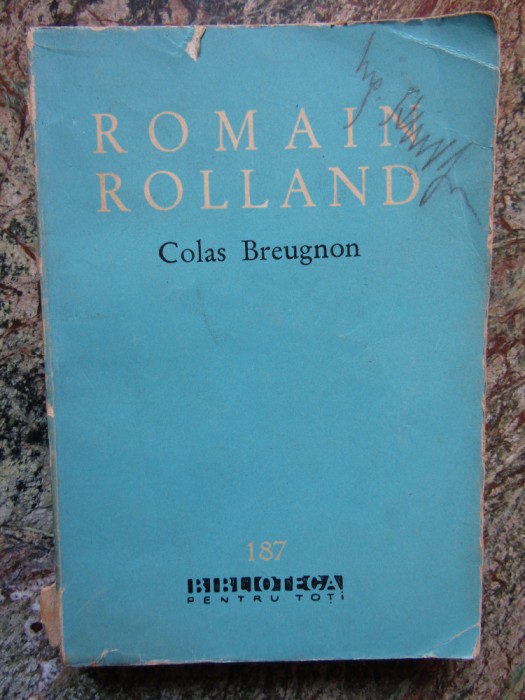 ROMAIN
ROLLAND
Colas Breugnon
187
BIBLIOTECA
PENTRU TOȚI